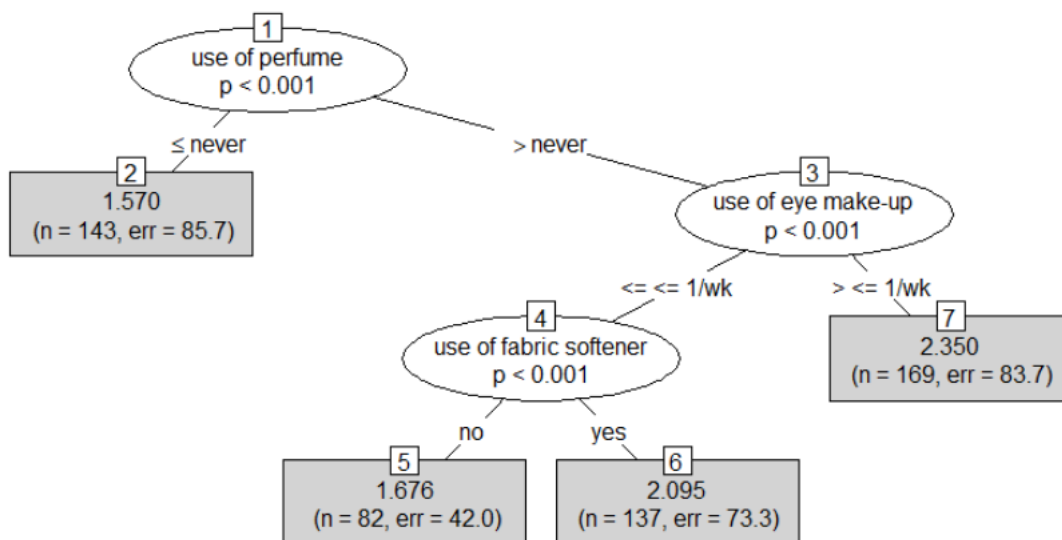 1
use of perfume
p < 0.001
≤ never
> never
2
1.570
(n = 143, err = 85.7)
3
use of eye make-up
p < 0.001
<= <= 1/wk
> <= 1/wk
4
use of fabric softener
p < 0.001
7
2.350
(n = 169, err = 83.7)
no
yes
5
1.676
(n = 82, err = 42.0)
6
2.095
(n = 137, err = 73.3)